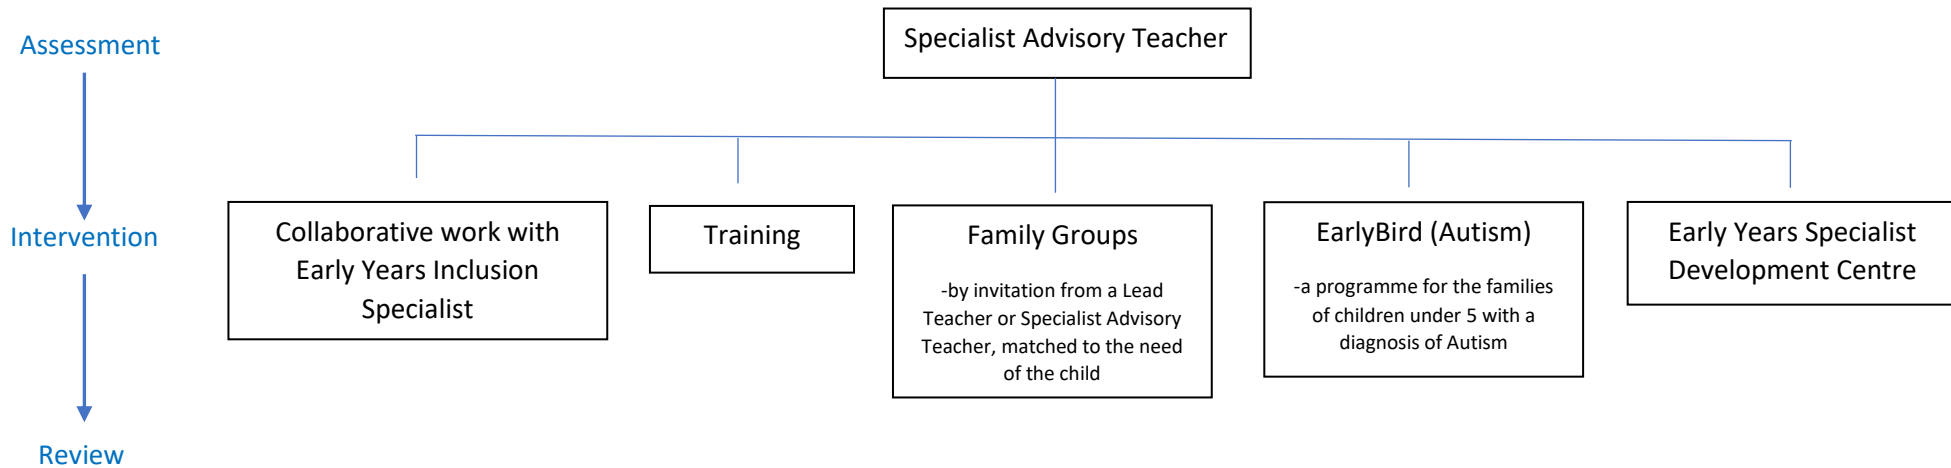 Assessment
Specialist Advisory Teacher
Intervention
Collaborative work with
Early Years Inclusion
Specialist
Training
Family Groups
-by invitation from a Lead
Teacher or Specialist Advisory
Teacher, matched to the need
of the child
EarlyBird (Autism)
-a programme for the families
of children under 5 with a
diagnosis of Autism
Early Years Specialist
Development Centre
Review